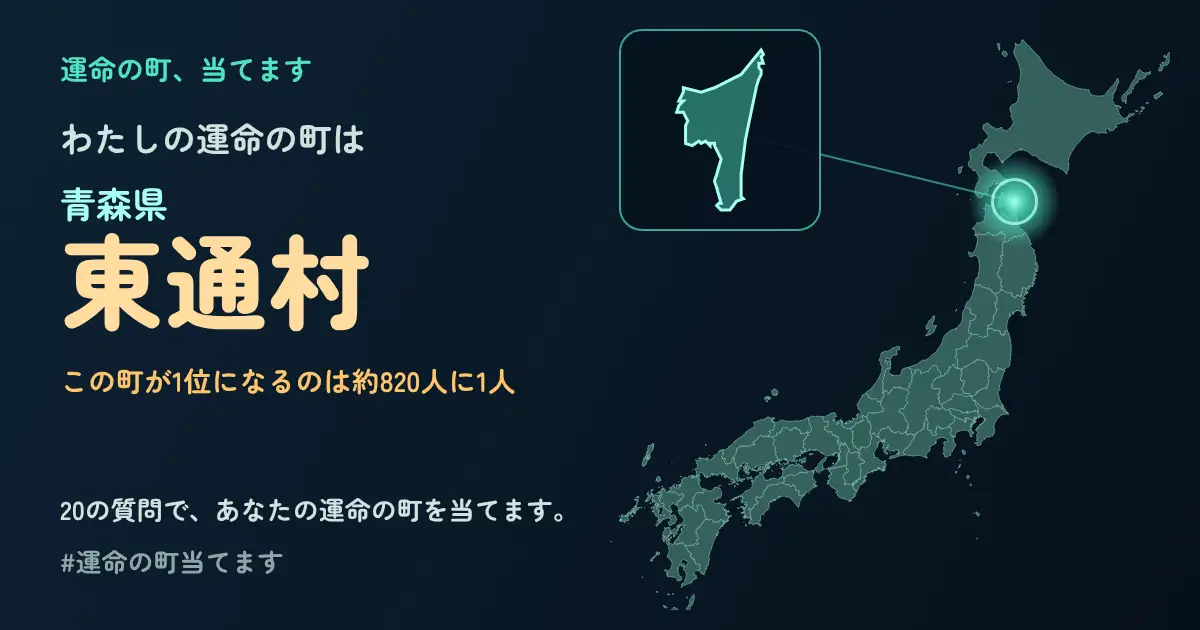 運命の町、当てます
わたしの運命の町は
青森県
東通村
この町が1位になるのは約820人に1人
20の質問で、あなたの運命の町を当てます。
#運命の町当てます